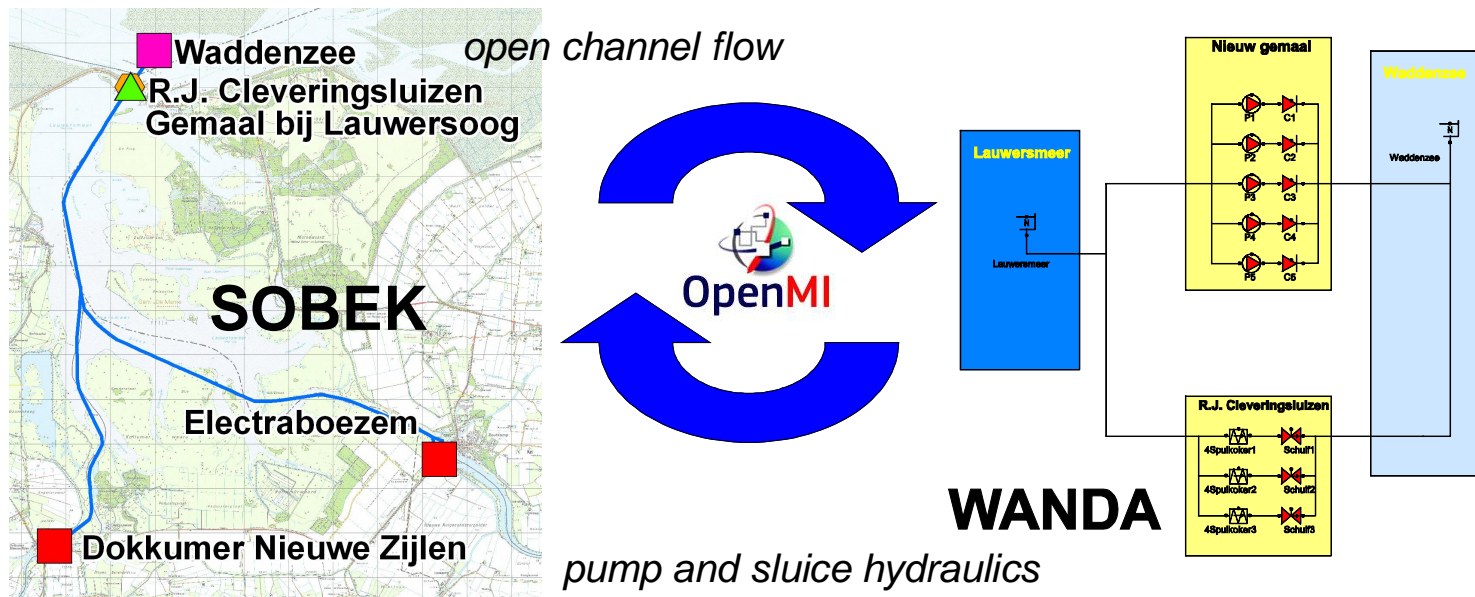 Waddenzee
R.J. Cleveringsluizen
Gemaal bij Lauwersoog
SOBEK
Electraboezem
Dokkumer Nieuwe Zijlen
open channel flow
OpenMI
pump and sluice hydraulics
WANDA
Lauwersmeer
N
Lauwersmeer
Nieuw gemaal
P1 C1
P2 C2
P3 C3
P4 C4
P5 C5
Waddenzee
N
Waddenzee
R.J. Cleveringsluizen
4Spuikoker1 Schuif1
4Spuikoker2 Schuif2
4Spuikoker3 Schuif3